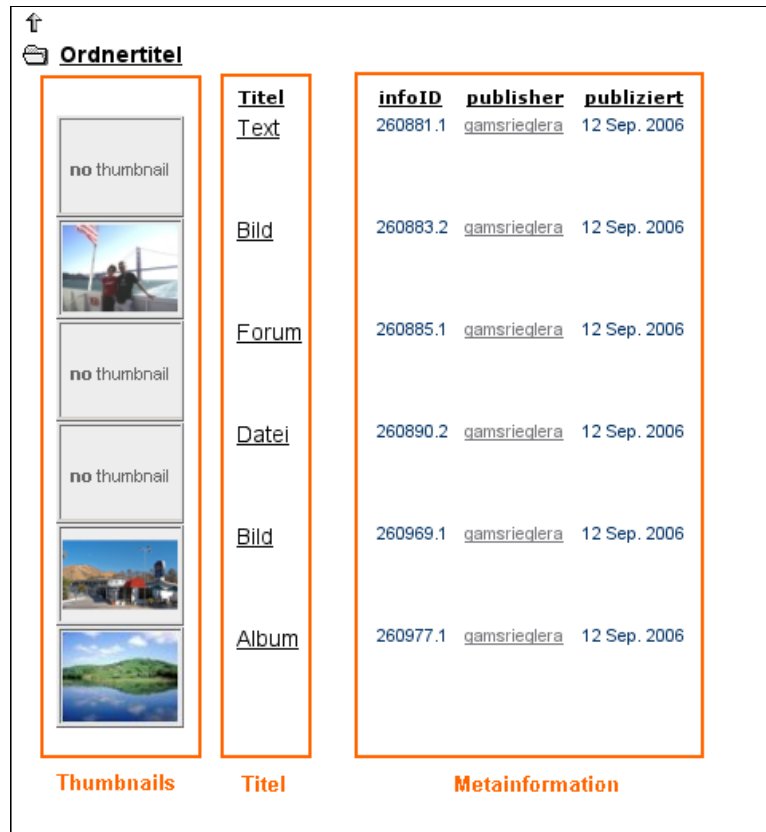 Ordnertitel
Titel infoID publisher publiziert
Text 260881.1 gamsrieglera 12 Sep. 2006
no thumbnail
Bild 260883.2 gamsrieglera 12 Sep. 2006
Forum 260885.1 gamsrieglera 12 Sep. 2006
no thumbnail
Datei 260890.2 gamsrieglera 12 Sep. 2006
no thumbnail
Bild 260969.1 gamsrieglera 12 Sep. 2006
Album 260977.1 gamsrieglera 12 Sep. 2006
Thumbnails Titel Metainformation